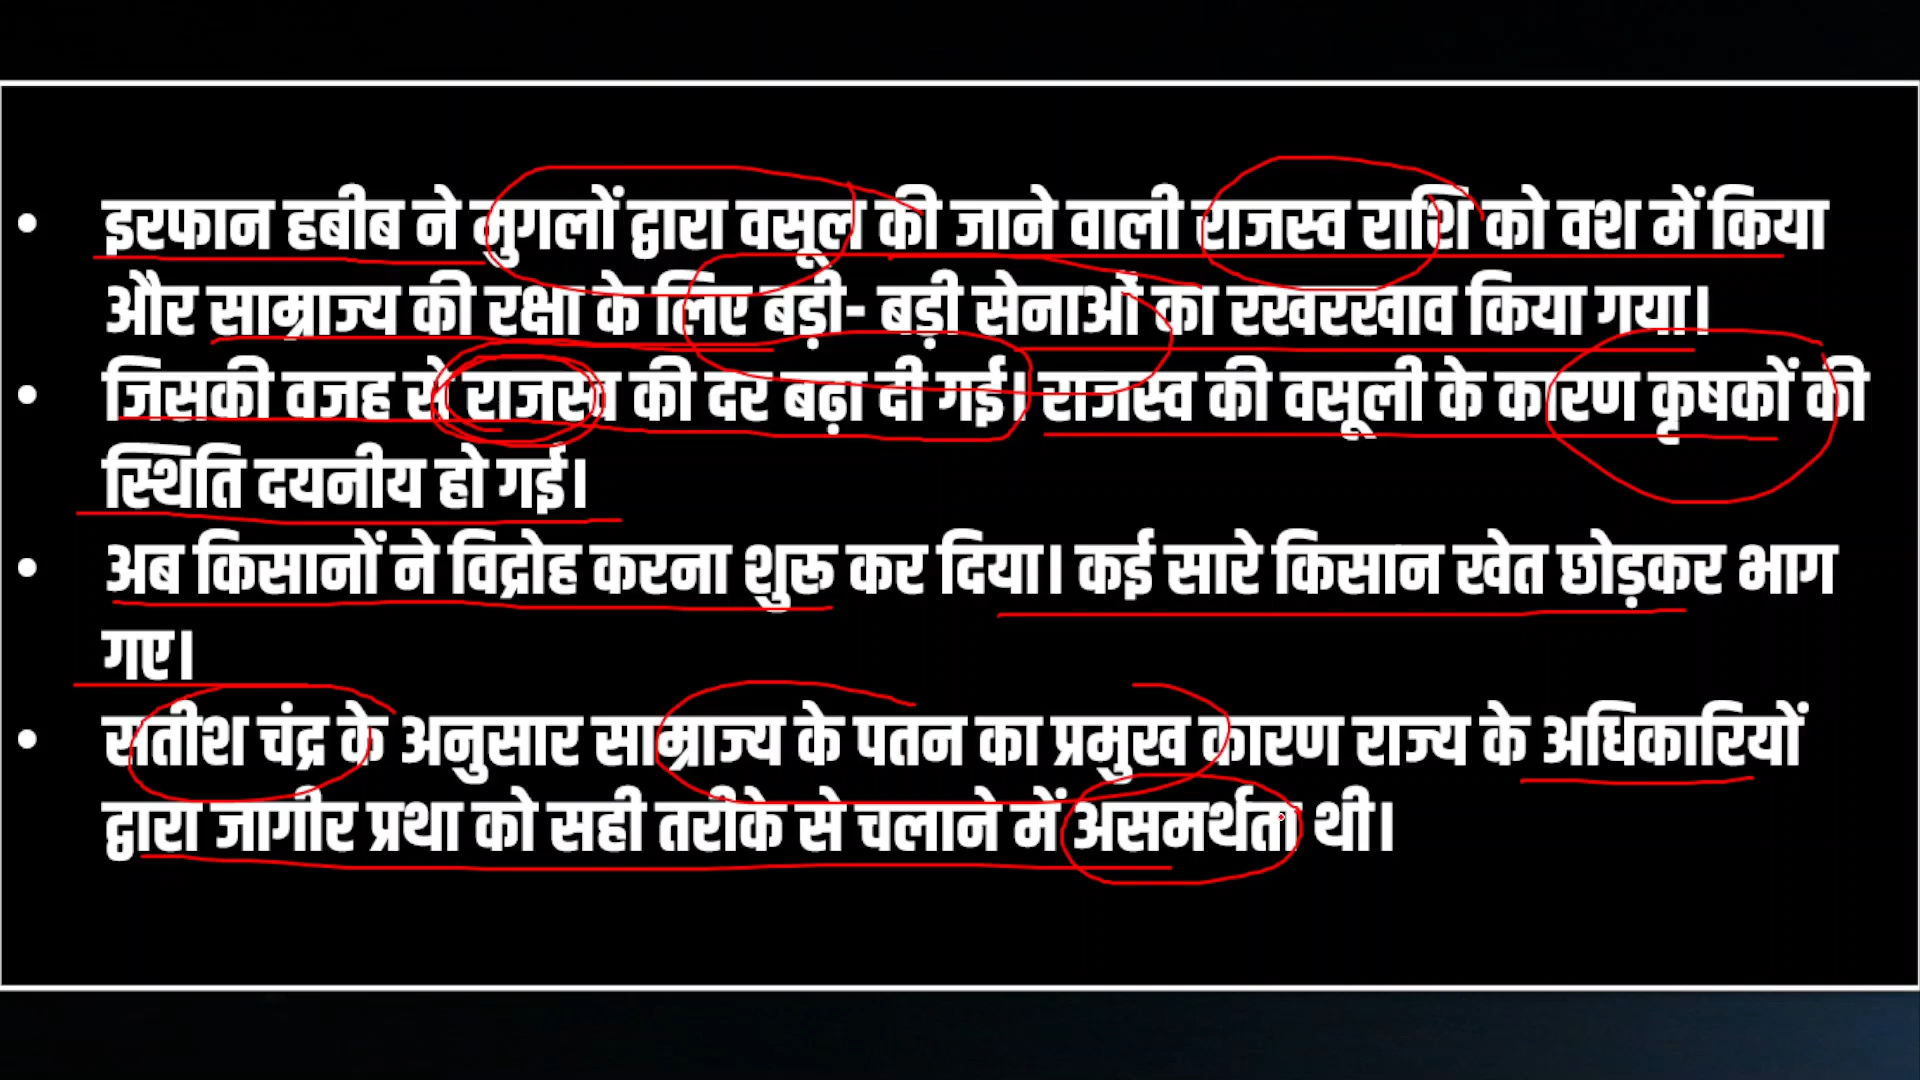 • इरफान हबीब ने मुगलों द्वारा वसूल की जाने वाली राजस्व राशि को वश में किया
और साम्राज्य की रक्षा के लिए बड़ी- बड़ी सेनाओं का रखरखाव किया गया।
• जिसकी वजह से राजस्व की दर बढ़ा दी गई। राजस्व की वसूली के कारण कृषकों की
स्थिति दयनीय हो गई।
• अब किसानों ने विद्रोह करना शुरू कर दिया। कई सारे किसान खेत छोड़कर भाग
गए।
• सतीश चंद्र के अनुसार साम्राज्य के पतन का प्रमुख कारण राज्य के अधिकारियों
द्वारा जागीर प्रथा को सही तरीके से चलाने में असमर्थता थी।